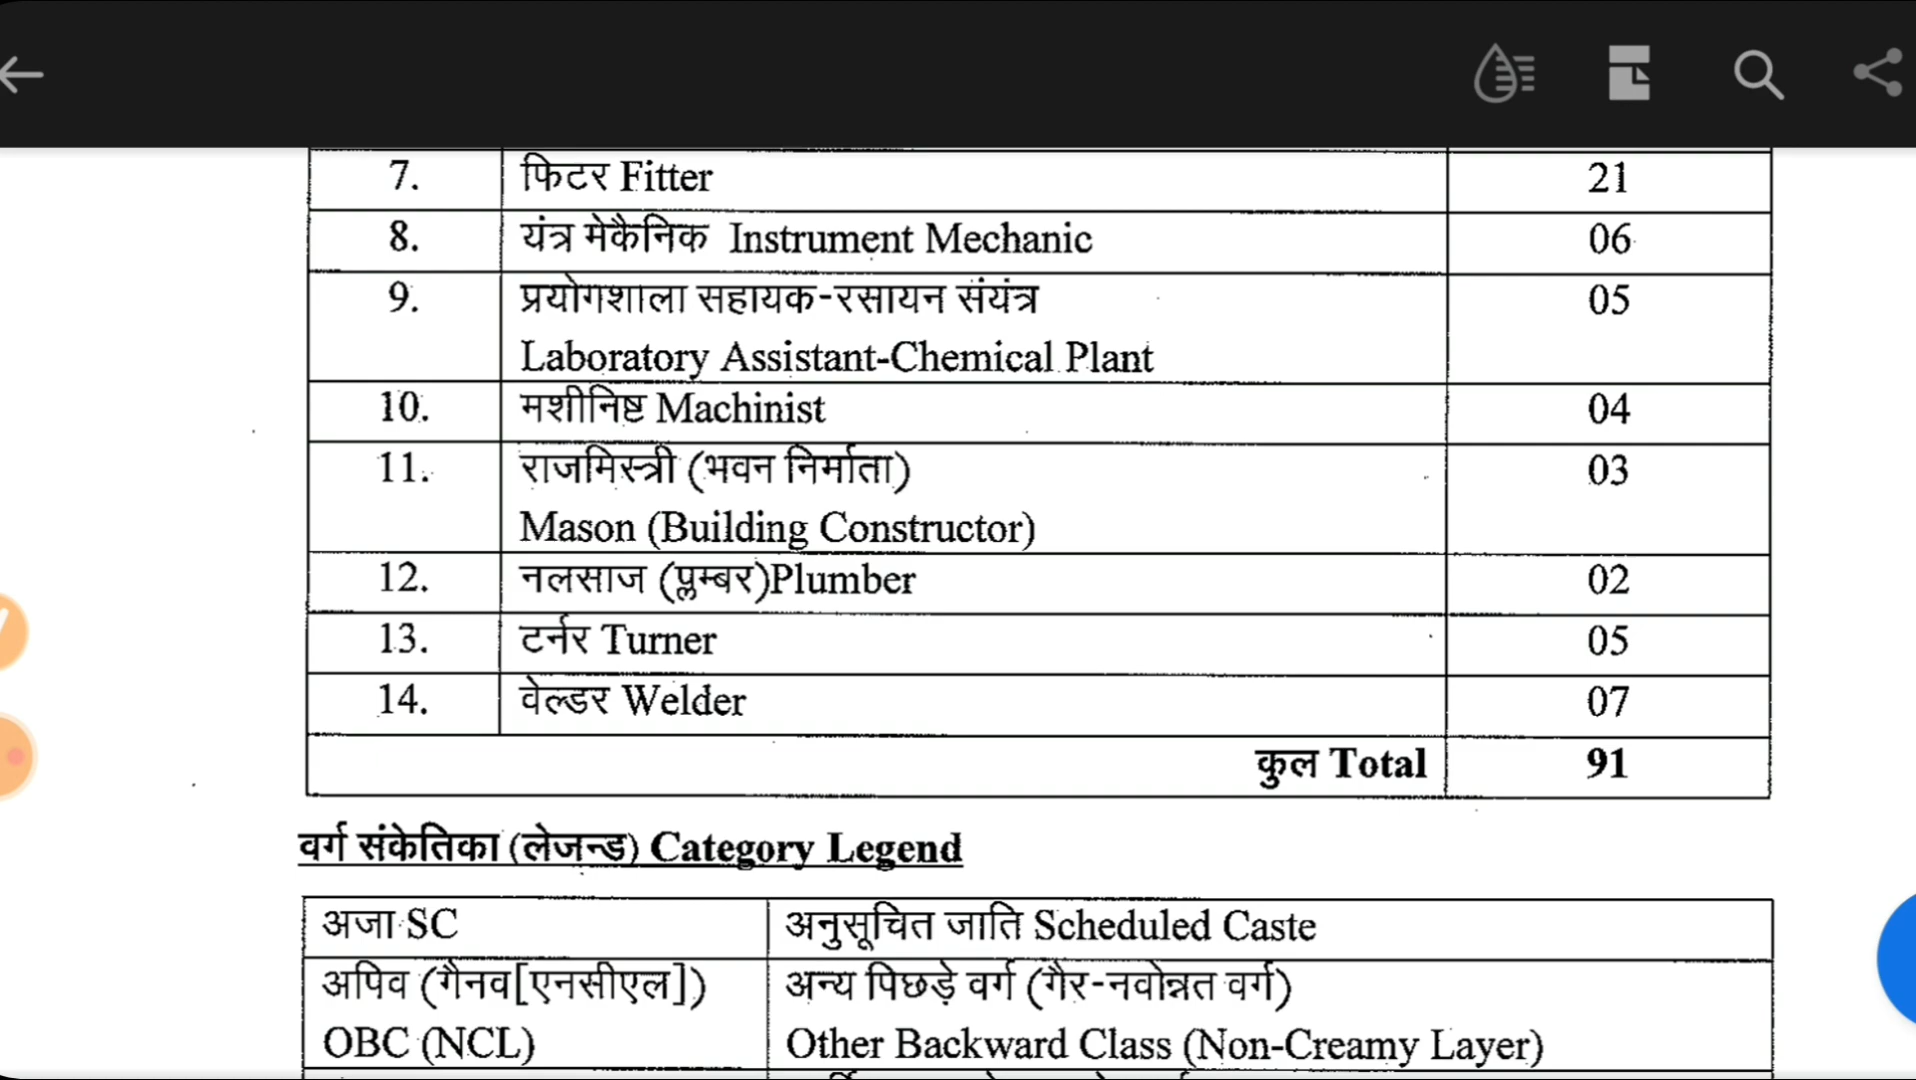 7. फिटर Fitter 21
8. यंत्र मेकैनिक Instrument Mechanic 06
9. प्रयोगशाला सहायक-रसायन संयंत्र 05
Laboratory Assistant-Chemical Plant
10. मशीनिष्ट Machinist 04
11. राजमिस्त्री (भवन निर्माता) 03
Mason (Building Constructor)
12. नलसाज (प्लम्बर)Plumber 02
13. टर्नर Turner 05
14. वेल्डर Welder 07
कुल Total 91
वर्ग संकेतिका (लेजन्ड) Category Legend
अजा SC अनुसूचित जाति Scheduled Caste
अपिव (गैनव[एनसीएल]) अन्य पिछड़े वर्ग (गैर-नवोन्नत वर्ग)
OBC (NCL) Other Backward Class (Non-Creamy Layer)